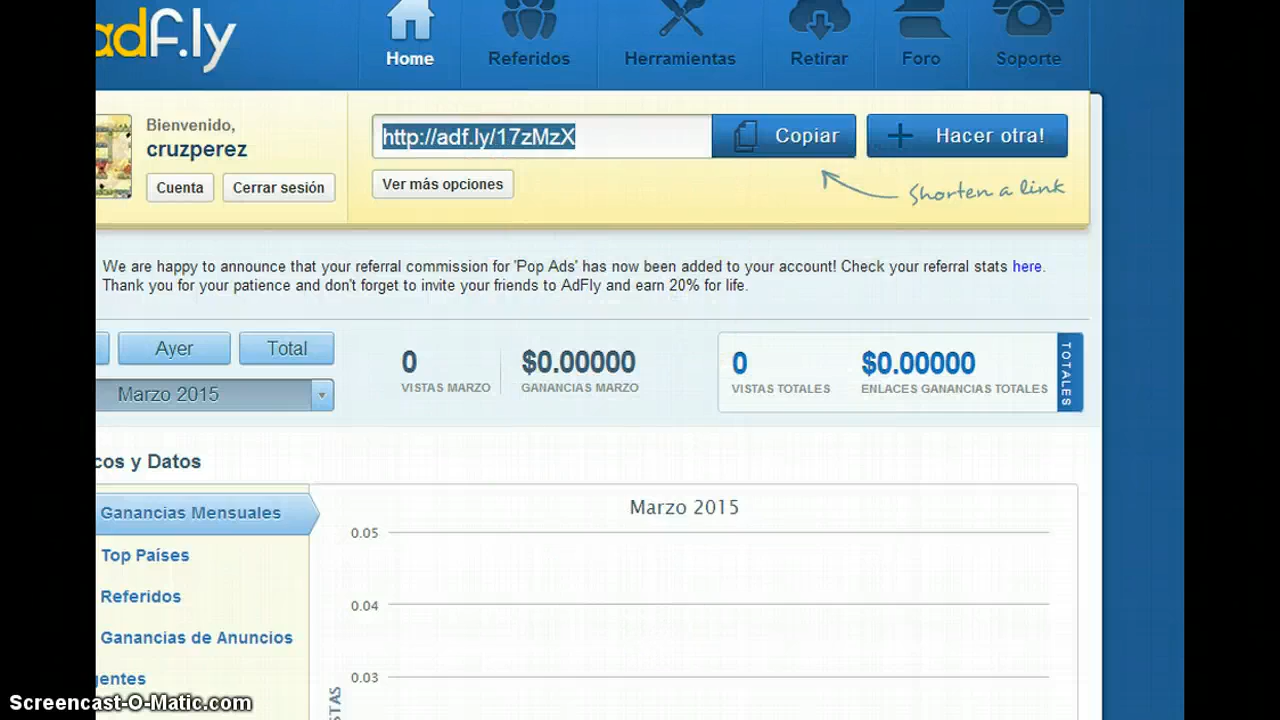 adf.ly
Home Referidos Herramientas Retirar Foro Soporte
Bienvenido,
cruzperez
Cuenta Cerrar sesión
http://adf.ly/17zMzX Copiar Hacer otra!
Ver más opciones
Shorten a link
We are happy to announce that your referral commission for 'Pop Ads' has now been added to your account! Check your referral stats here.
Thank you for your patience and don't forget to invite your friends to AdFly and earn 20% for life.
Ayer Total
Marzo 2015
0 $0.00000
VISTAS MARZO GANANCIAS MARZO
0 $0.00000
VISTAS TOTALES ENLACES GANANCIAS TOTALES
TOTALES
cos y Datos
Ganancias Mensuales
Top Países
Referidos
Ganancias de Anuncios
gentes
Marzo 2015
0.05
0.04
0.03
STAS
Screencast-O-Matic.com